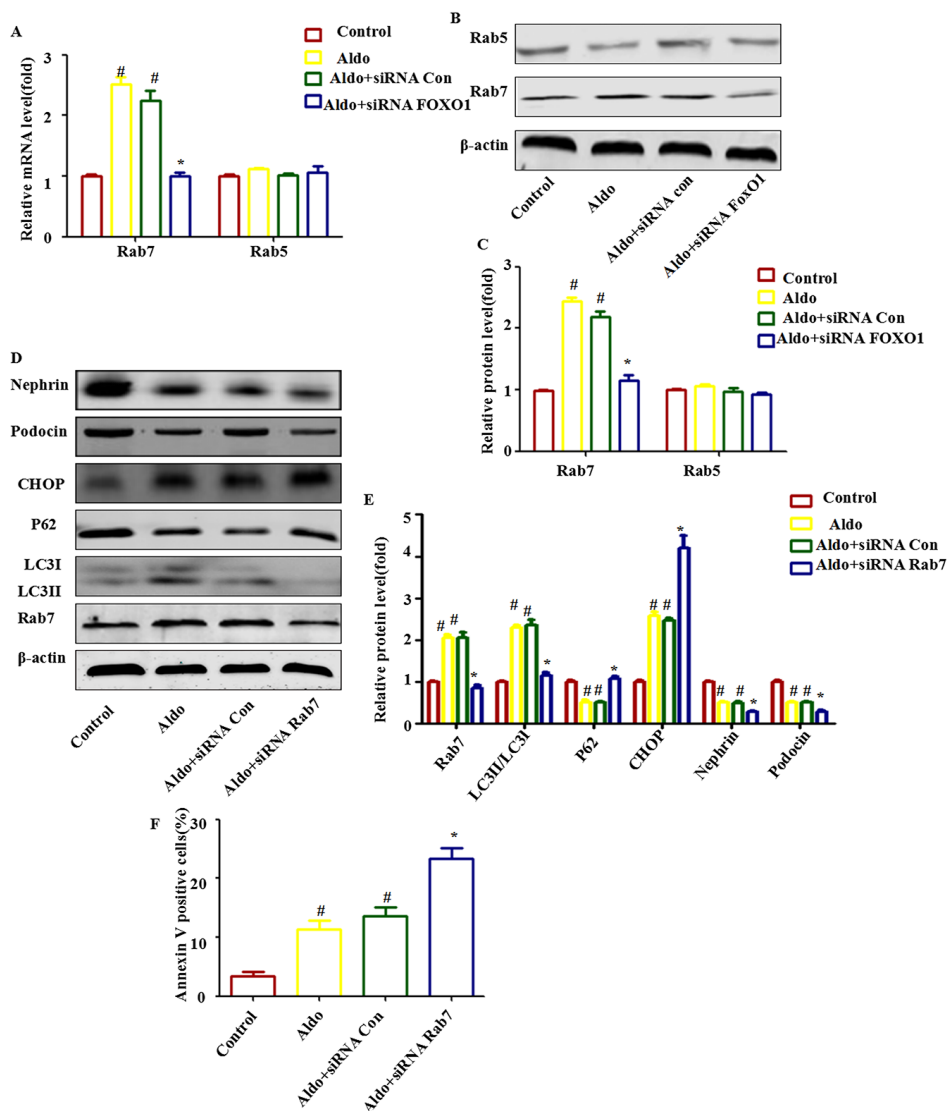 A
Relative mRNA level(fold)
3
2
1
0
# # *
Rab7 Rab5
Control
Aldo
Aldo+siRNA Con
Aldo+siRNA FOXO1
B
Rab5
Rab7
β-actin
Control
Aldo
Aldo+siRNA con
Aldo+siRNA FoxO1
C
Relative protein level(fold)
3
2
1
0
# # *
Rab7 Rab5
Control
Aldo
Aldo+siRNA Con
Aldo+siRNA FOXO1
D
Nephrin
Podocin
CHOP
P62
LC3I
LC3II
Rab7
β-actin
Control
Aldo
Aldo+siRNA Con
Aldo+siRNA Rab7
E
Relative protein level(fold)
5
4
3
2
1
0
# # * # # * # # * # # * # # * # # *
Rab7
LC3II/LC3I
P62
CHOP
Nephrin
Podocin
Control
Aldo
Aldo+siRNA Con
Aldo+siRNA Rab7
F
Annexin V positive cells(%)
30
20
10
0
# # *
Control
Aldo
Aldo+siRNA Con
Aldo+siRNA Rab7